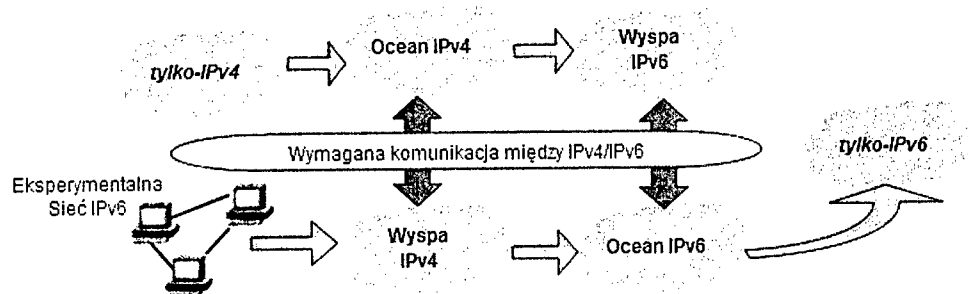 tylko-IPv4
Ocean IPv4
Wyspa
IPv6
Wymagana komunikacja między IPv4/IPv6
tylko-IPv6
Eksperymentalna
Sieć IPv6
Wyspa
IPv4
Ocean IPv6